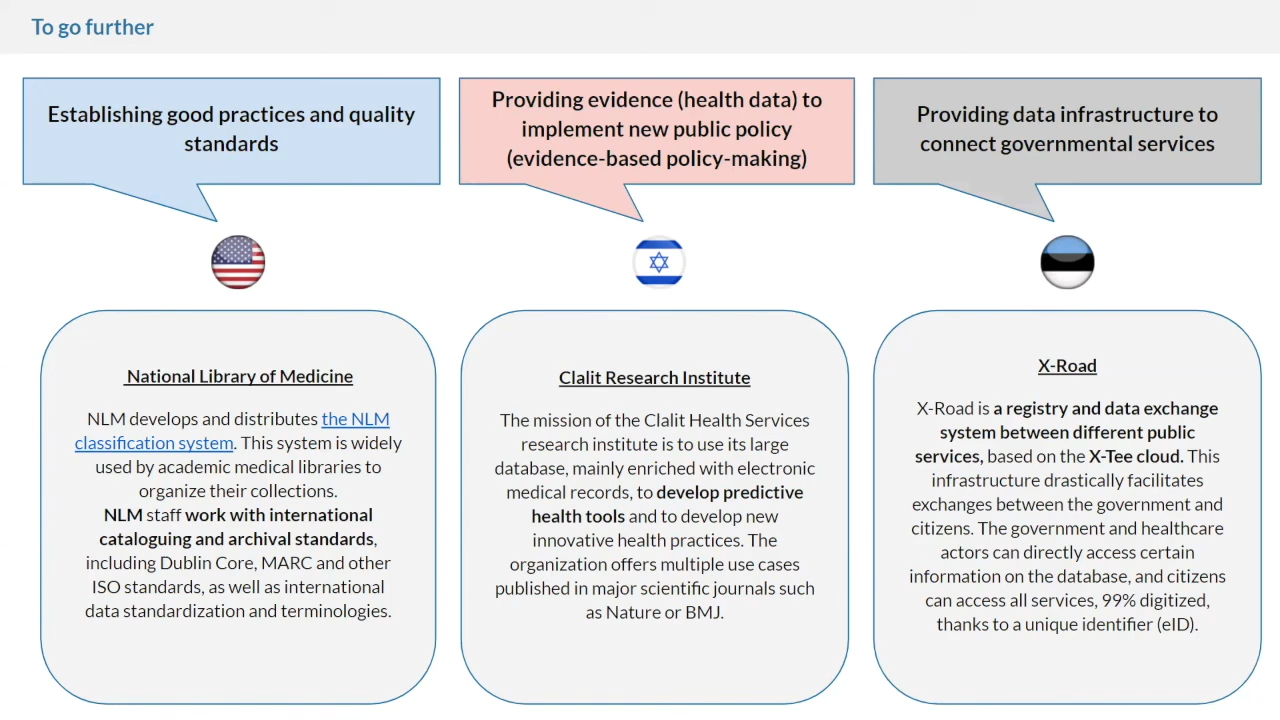 To go further
Establishing good practices and quality
standards
Providing evidence (health data) to
implement new public policy
(evidence-based policy-making)
Providing data infrastructure to
connect governmental services
National Library of Medicine
NLM develops and distributes the NLM
classification system. This system is widely
used by academic medical libraries to
organize their collections.
NLM staff work with international
cataloguing and archival standards,
including Dublin Core, MARC and other
ISO standards, as well as international
data standardization and terminologies.
Clalit Research Institute
The mission of the Clalit Health Services
research institute is to use its large
database, mainly enriched with electronic
medical records, to develop predictive
health tools and to develop new
innovative health practices. The
organization offers multiple use cases
published in major scientific journals such
as Nature or BMJ.
X-Road
X-Road is a registry and data exchange
system between different public
services, based on the X-Tee cloud. This
infrastructure drastically facilitates
exchanges between the government and
citizens. The government and healthcare
actors can directly access certain
information on the database, and citizens
can access all services, 99% digitized,
thanks to a unique identifier (eID).